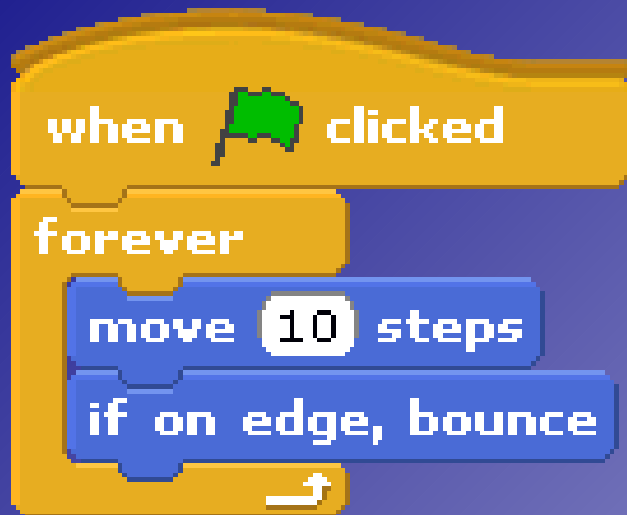 when clicked
forever
move 10 steps
if on edge, bounce